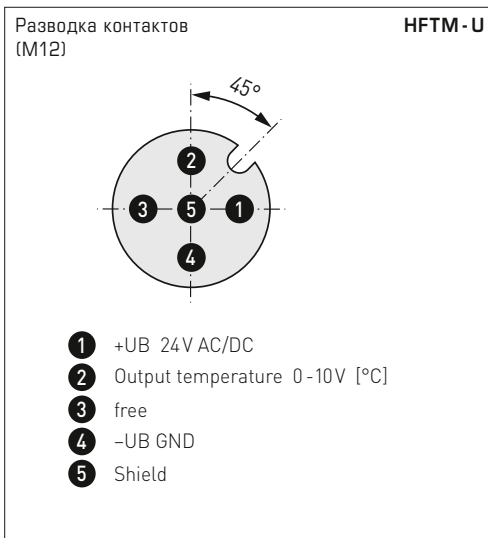 Разводка контактов HFTM-U
(M12)
45°
2
3 5 1
4
1 +UB 24V AC/DC
2 Output temperature 0-10V [°C]
3 free
4 –UB GND
5 Shield